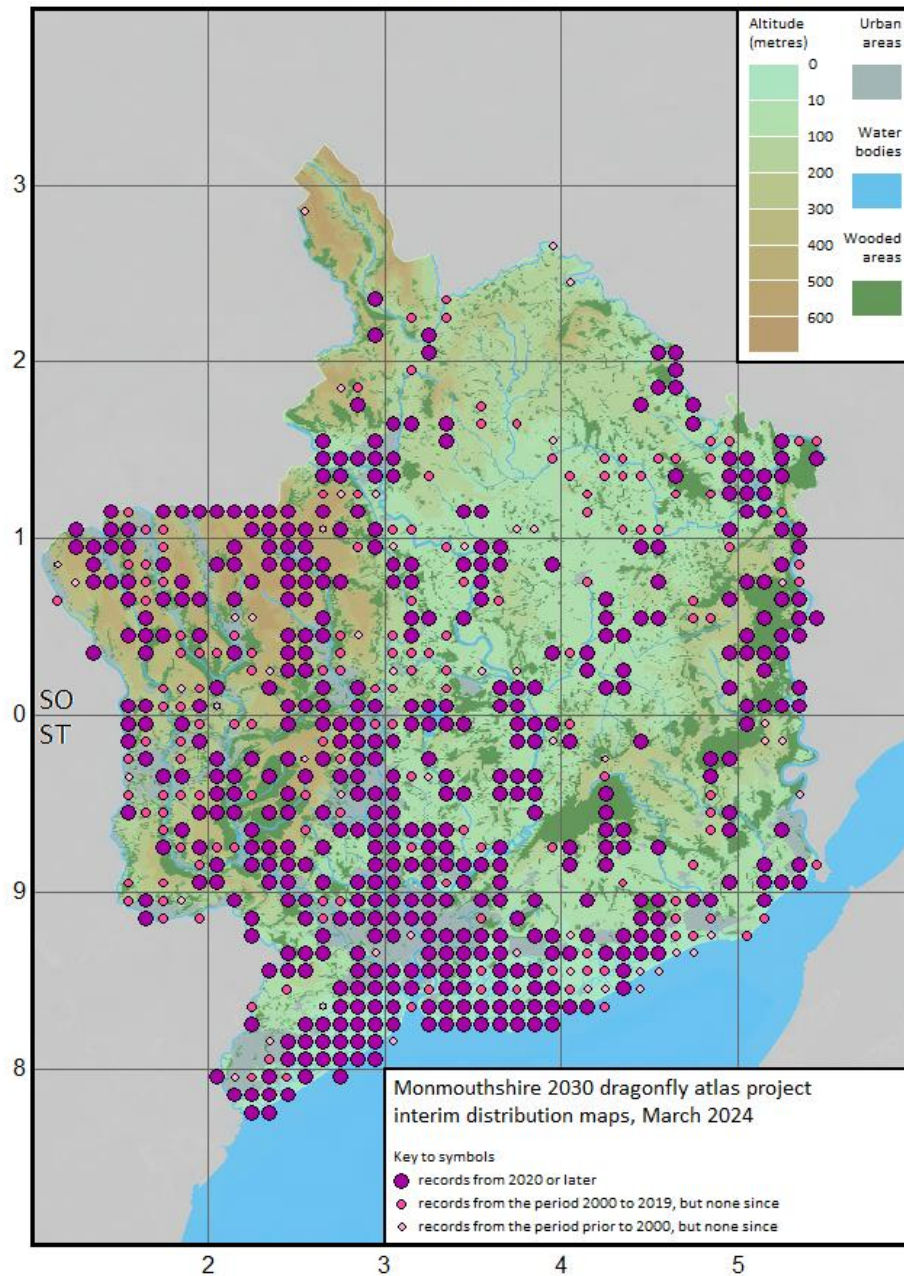 Altitude
(metres)
Urban
areas
0
10
100
200
300
400
500
600
Water
bodies
Wooded
areas
3
2
1
SO
0
ST
9
8
Monmouthshire 2030 dragonfly atlas project
interim distribution maps, March 2024
Key to symbols
records from 2020 or later
records from the period 2000 to 2019, but none since
records from the period prior to 2000, but none since
2
3
4
5